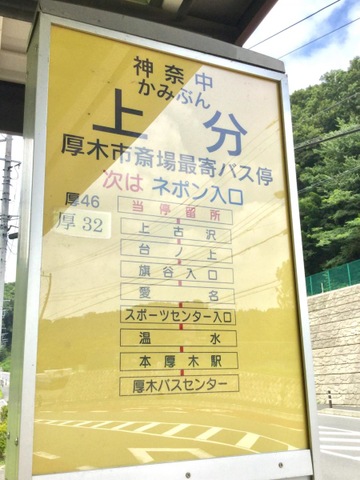 神奈中
かみぶん
上分
厚木市斎場最寄バス停
次は ネボン入口
厚46
厚32
当停留所
上古沢
台ノ上
旗谷入口
愛名
スポーツセンター入口
温水
本厚木駅
厚木バスセンター